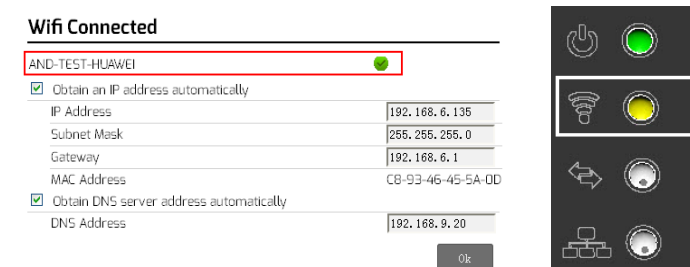 Wifi Connected
AND-TEST-HUAWEI
Obtain an IP address automatically
IP Address 192.168.6.135
Subnet Mask 255.255.255.0
Gateway 192.168.6.1
MAC Address C8-93-46-45-5A-0D
Obtain DNS server address automatically
DNS Address 192.168.9.20
Ok